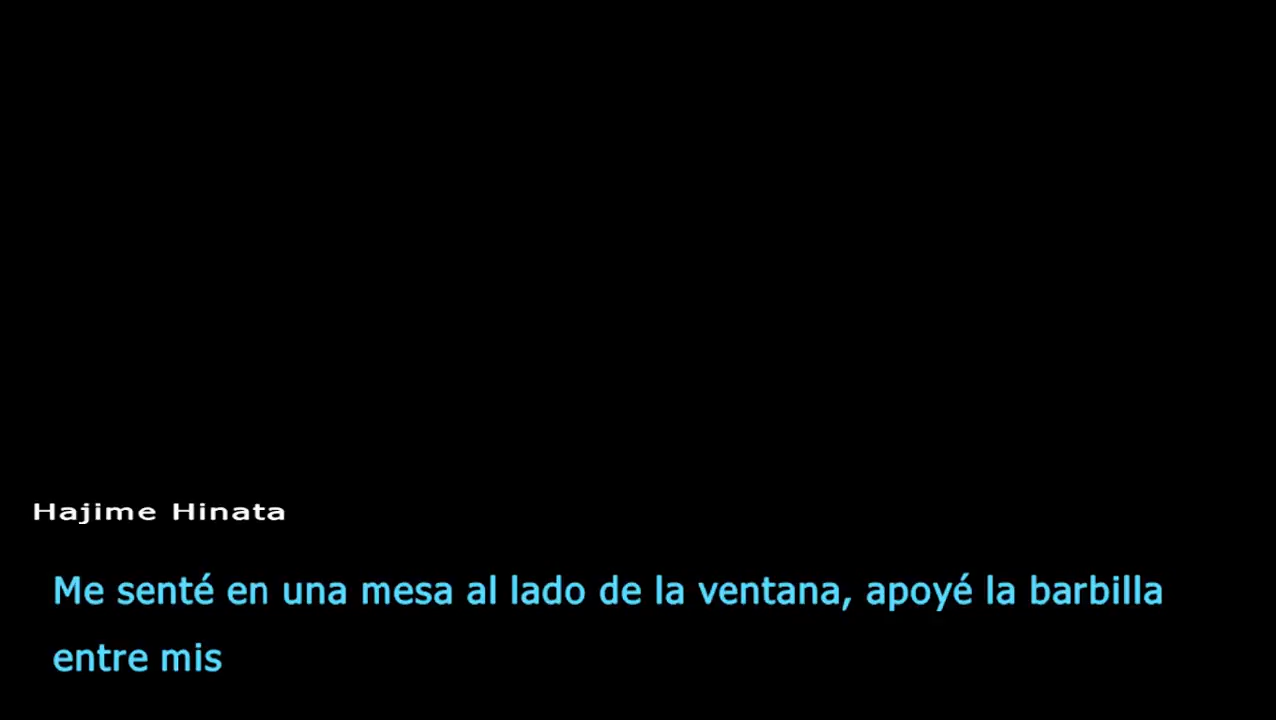 Hajime Hinata
Me senté en una mesa al lado de la ventana, apoyé la barbilla
entre mis